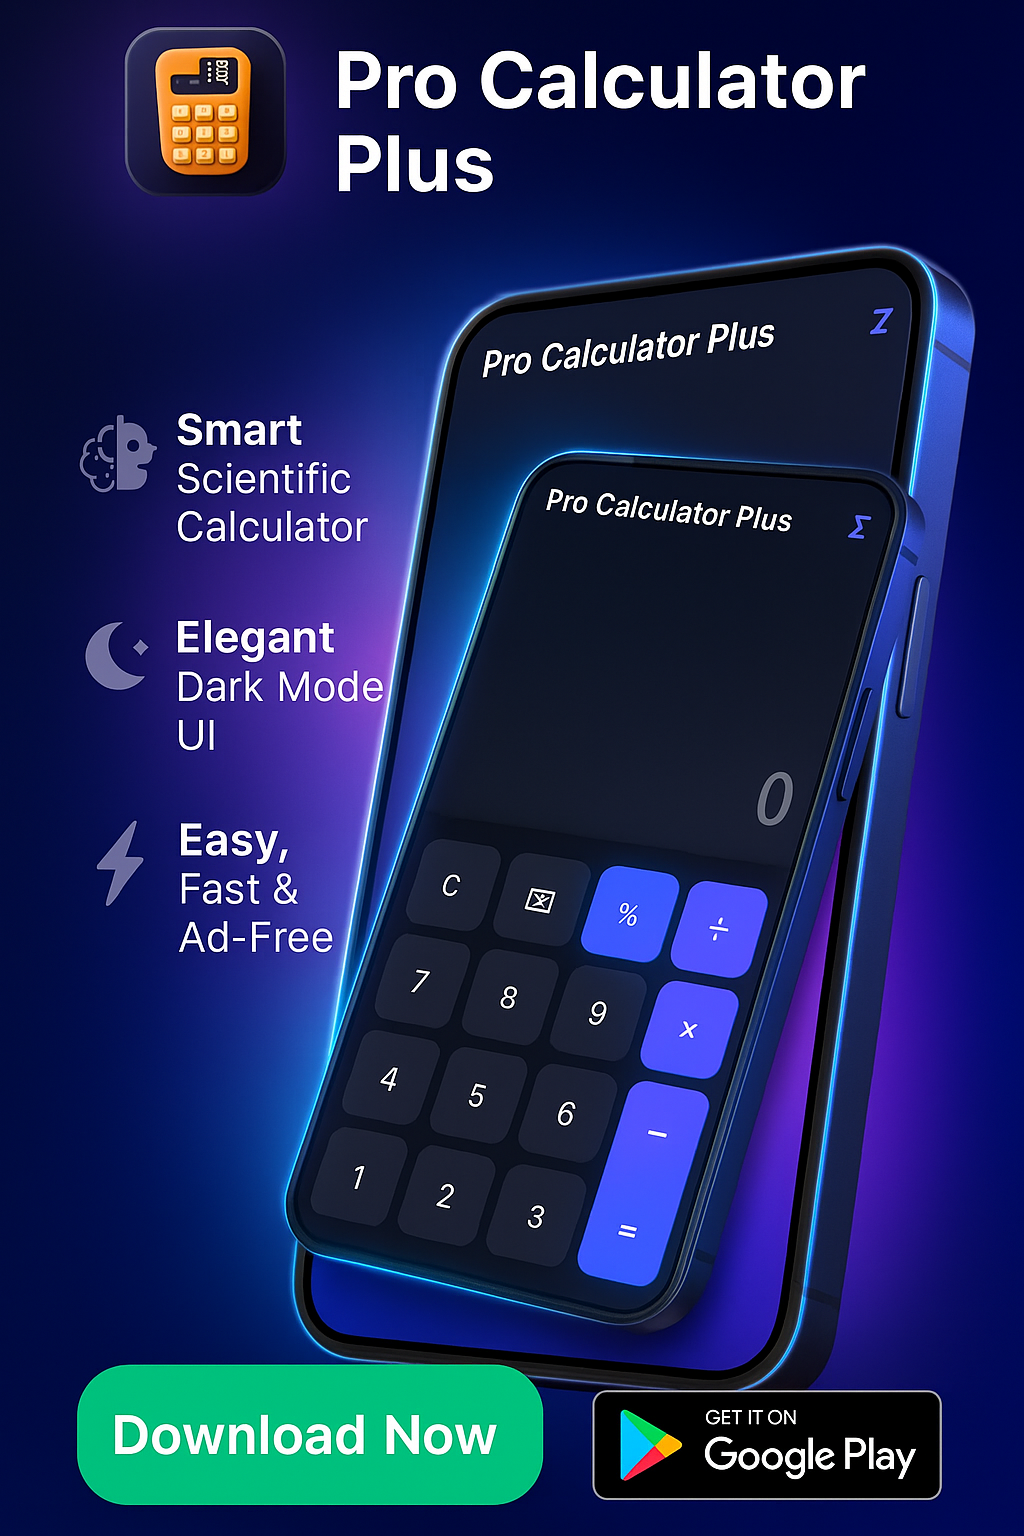 Pro Calculator
Plus
Pro Calculator Plus
Z
Pro Calculator Plus
Σ
Smart
Scientific
Calculator
Elegant
Dark Mode
UI
Easy,
Fast &
Ad-Free
0
C % ÷
7 8 9 ×
4 5 6 −
1 2 3 =
Download Now
GET IT ON
Google Play